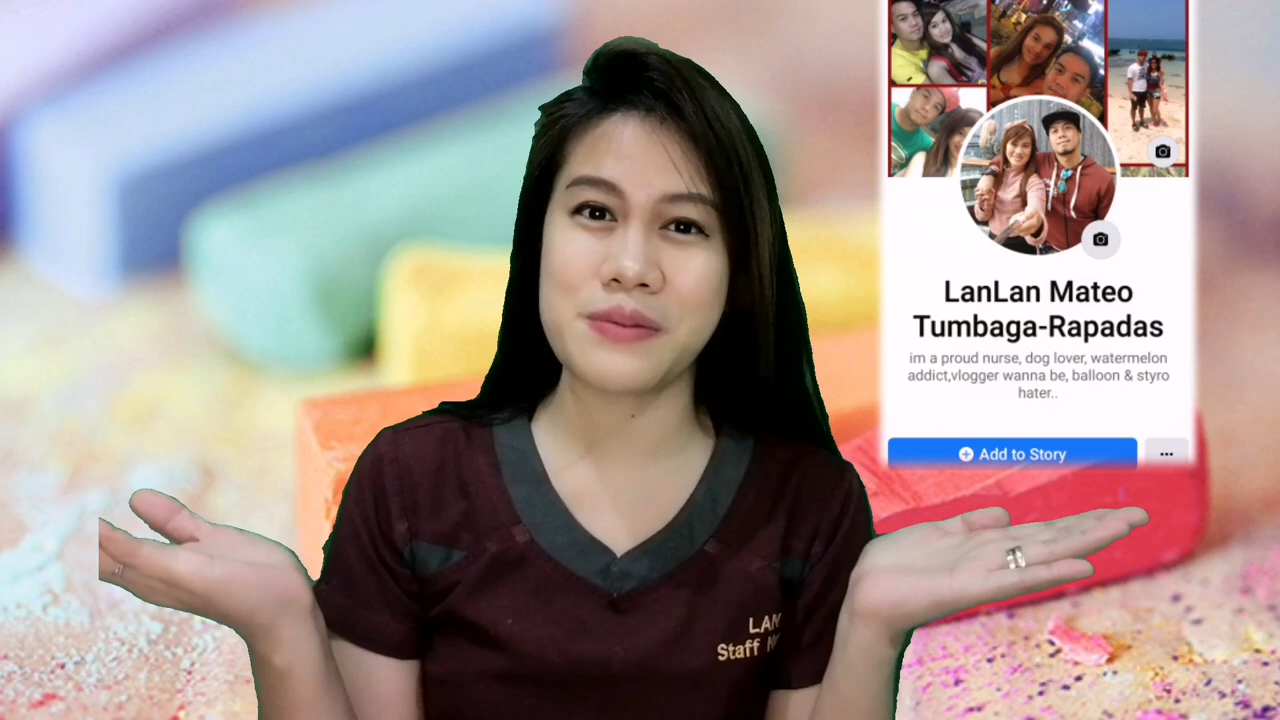 LanLan Mateo
Tumbaga-Rapadas
im a proud nurse, dog lover, watermelon
addict,vlogger wanna be, balloon & styro
hater..
Add to Story
LAN
Staff